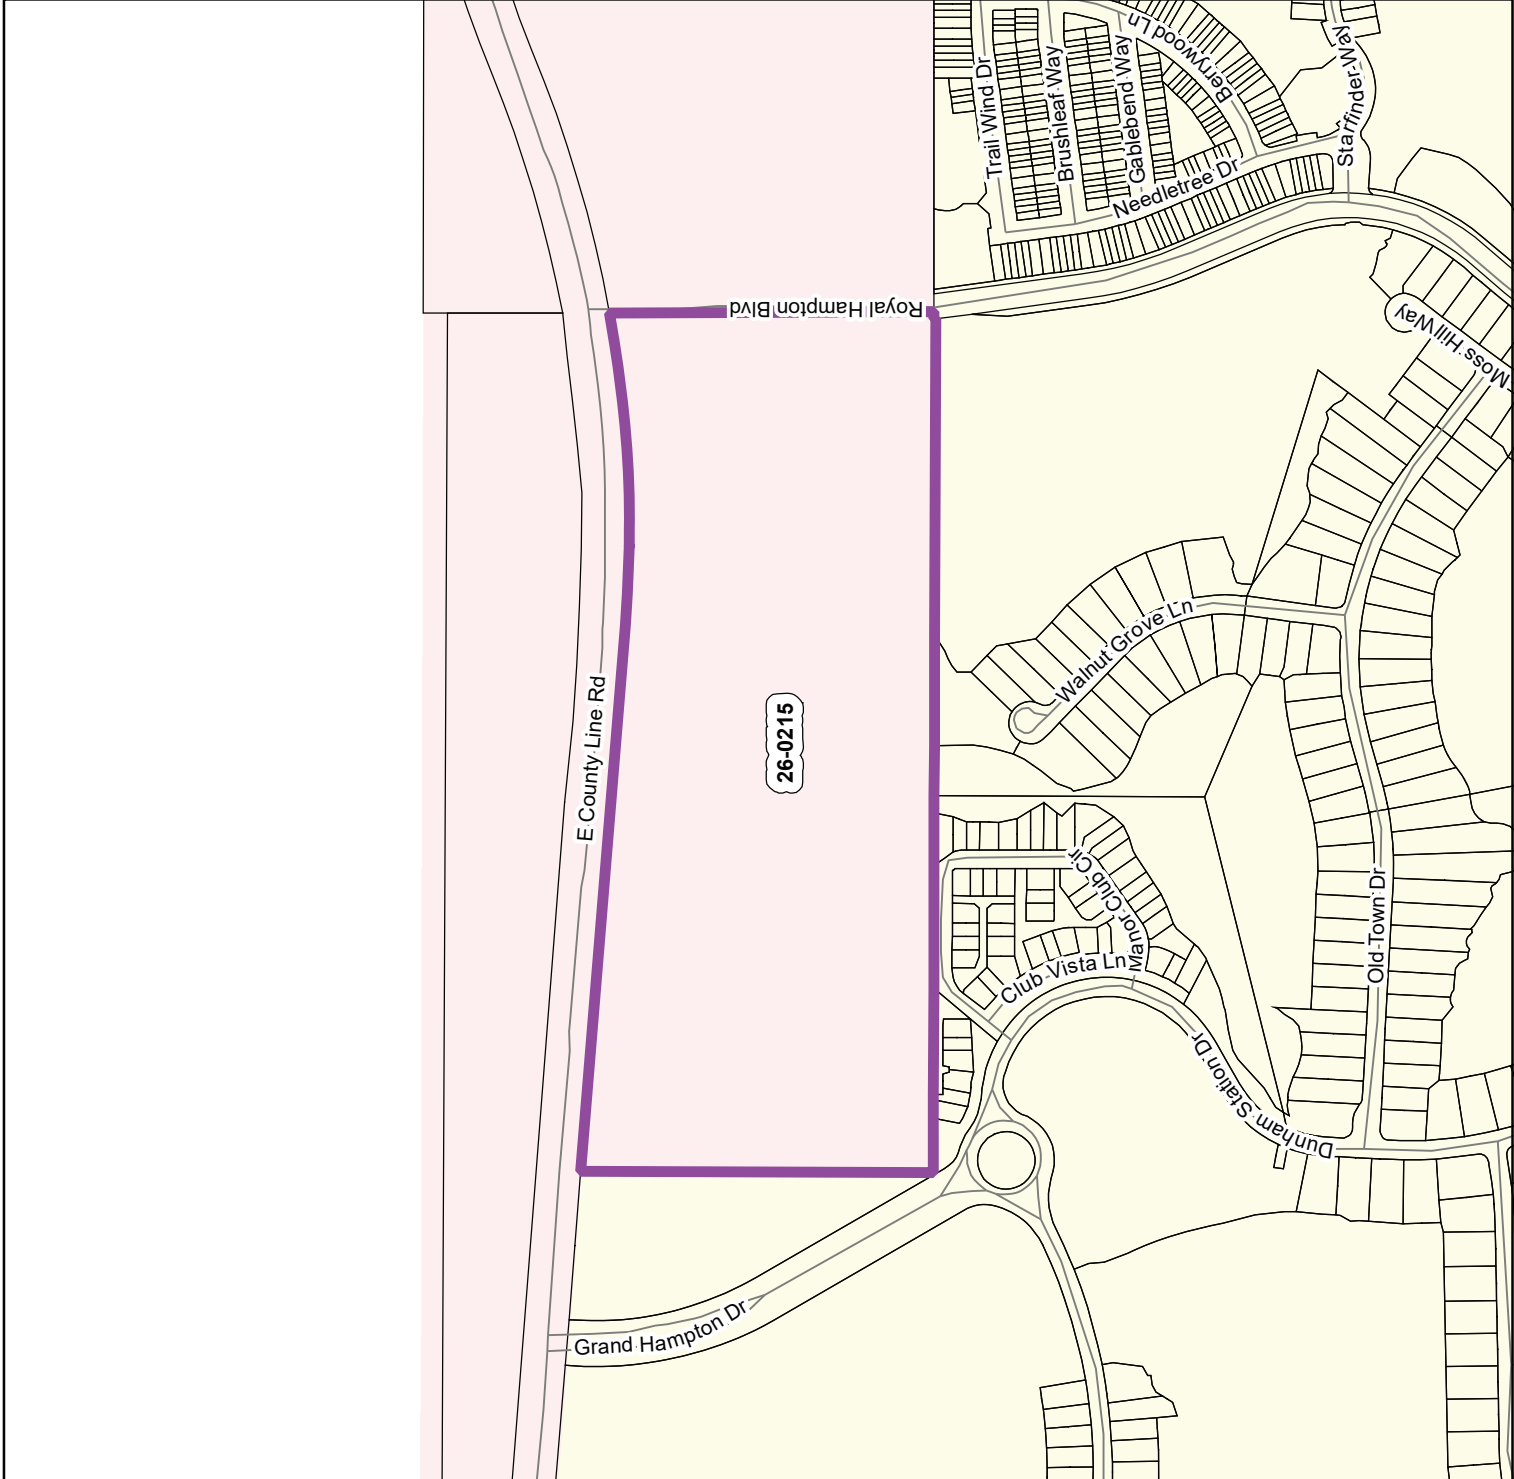 Trail Wind Dr
Brushleaf Way
Gablebend Way
Berrywood Ln
Starfinder Way
Needletree Dr
Royal Hampton Blvd
Moss Hill Way
Walnut Grove Ln
E County Line Rd
26-0215
Manor Club Cir
Old Town Dr
Club Vista Ln
Dunham Station Dr
Grand Hampton Dr